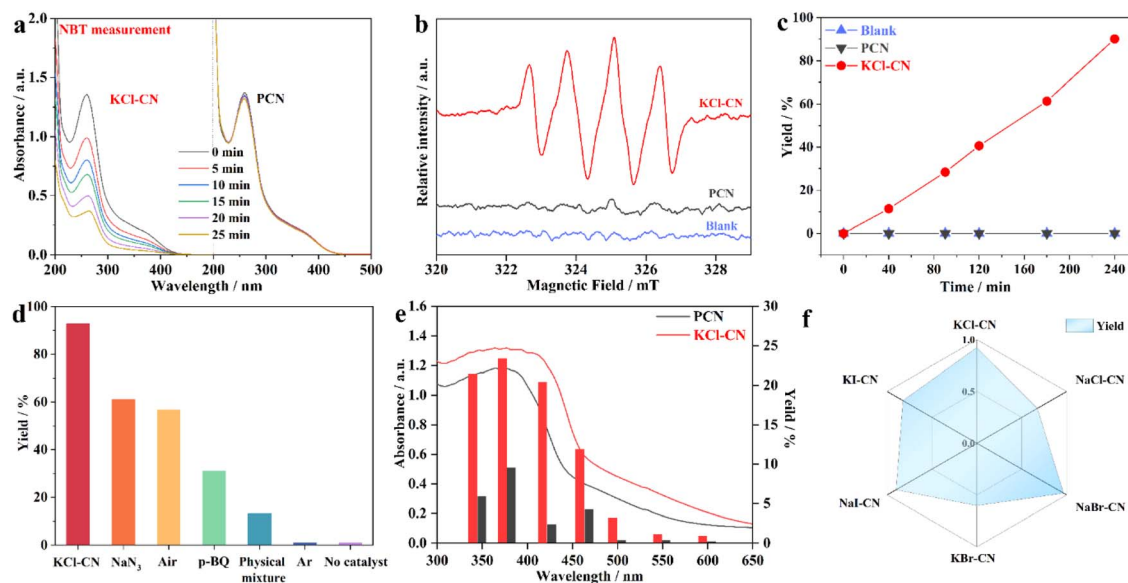 a
NBT measurement
KCl-CN
PCN
0 min
5 min
10 min
15 min
20 min
25 min
Absorbance / a.u.
0.0
0.5
1.0
1.5
2.0
200 250 300 350 400 200 300 400 500
Wavelength / nm
b
KCl-CN
PCN
Blank
Relative intensity / a.u.
320 322 324 326 328
Magnetic Field / mT
c
Blank
PCN
KCl-CN
Yield / %
100
80
60
40
20
0
0 40 80 120 160 200 240
Time / min
d
Yield / %
100
80
60
40
20
0
KCl-CN NaN3 Air p-BQ Physical mixture Ar No catalyst
e
PCN
KCl-CN
Absorbance / a.u.
1.6
1.4
1.2
1.0
0.8
0.6
0.4
0.2
0.0
30
25
20
15
10
5
0
Yeild / %
300 350 400 450 500 550 600 650
Wavelength / nm
f
Yield
KCl-CN
1.0
0.5
0.0
NaCl-CN
NaBr-CN
KBr-CN
NaI-CN
KI-CN